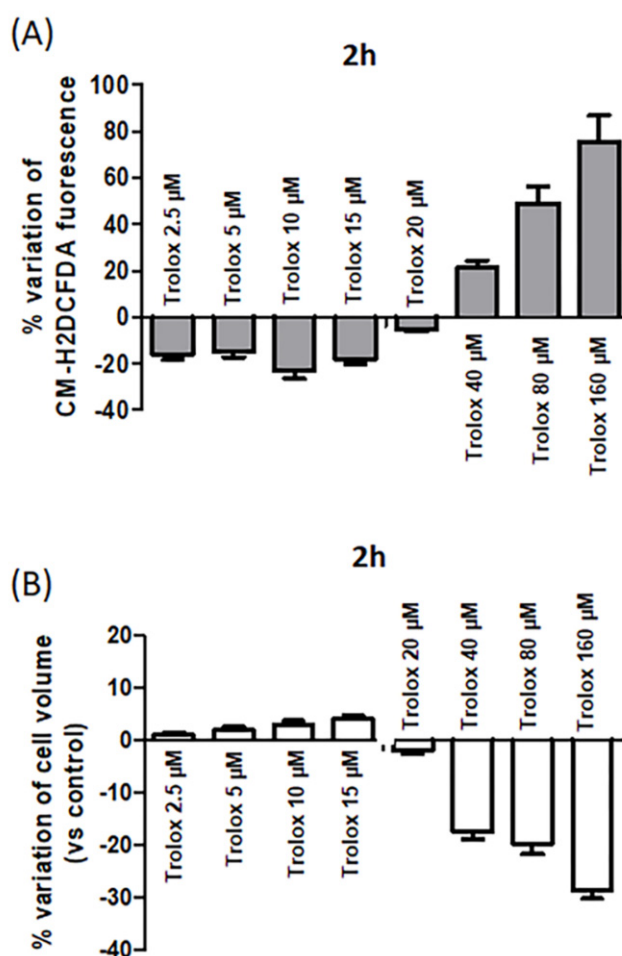 (A)
2h
% variation of
CM-H2DCFDA fuorescence
100
80
60
40
20
0
-20
-40
Trolox 2.5 µM
Trolox 5 µM
Trolox 10 µM
Trolox 15 µM
Trolox 20 µM
Trolox 40 µM
Trolox 80 µM
Trolox 160 µM
(B)
2h
% variation of cell volume
(vs control)
20
10
0
-10
-20
-30
-40
Trolox 2.5 µM
Trolox 5 µM
Trolox 10 µM
Trolox 15 µM
Trolox 20 µM
Trolox 40 µM
Trolox 80 µM
Trolox 160 µM